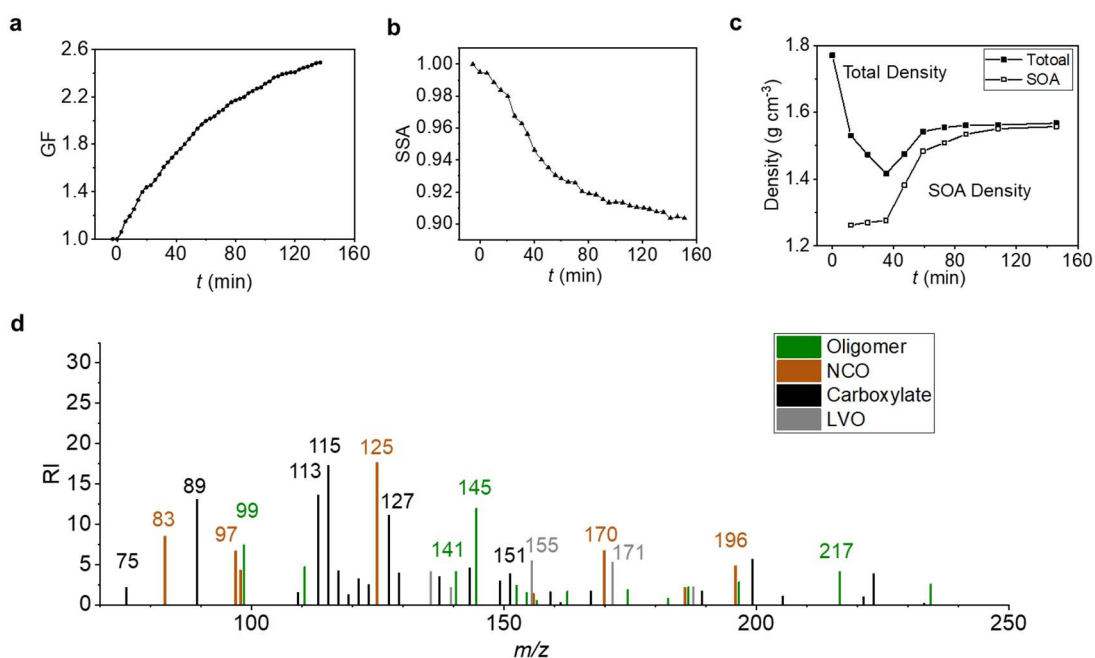 a
GF
2.6
2.2
1.8
1.4
1.0
0 40 80 120 160
t (min)
b
SSA
1.00
0.98
0.96
0.94
0.92
0.90
0 40 80 120 160
t (min)
c
Density (g cm⁻³)
1.8
1.6
1.4
1.2
Total Density
Totoal
SOA
SOA Density
0 40 80 120 160
t (min)
d
RI
30
25
20
15
10
5
0
Oligomer
NCO
Carboxylate
LVO
75
83
89
97
99
113
115
125
127
141
145
151
155
170
171
196
217
100 150 200 250
m/z